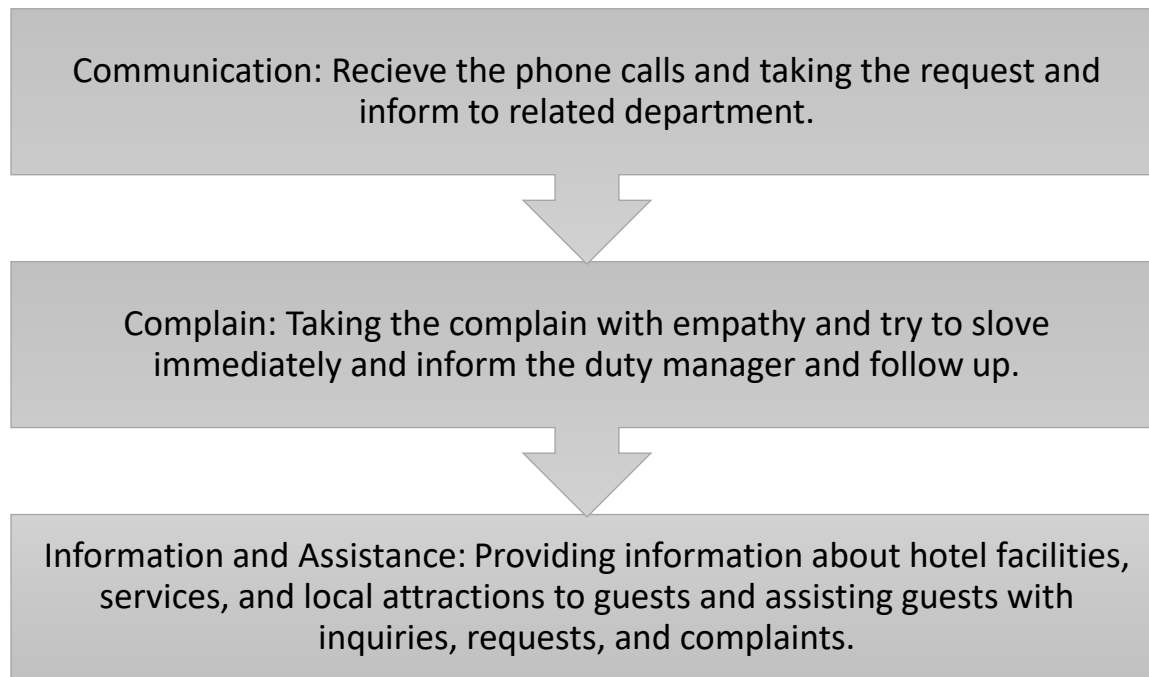 Communication: Recieve the phone calls and taking the request and
inform to related department.
Complain: Taking the complain with empathy and try to slove
immediately and inform the duty manager and follow up.
Information and Assistance: Providing information about hotel facilities,
services, and local attractions to guests and assisting guests with
inquiries, requests, and complaints.